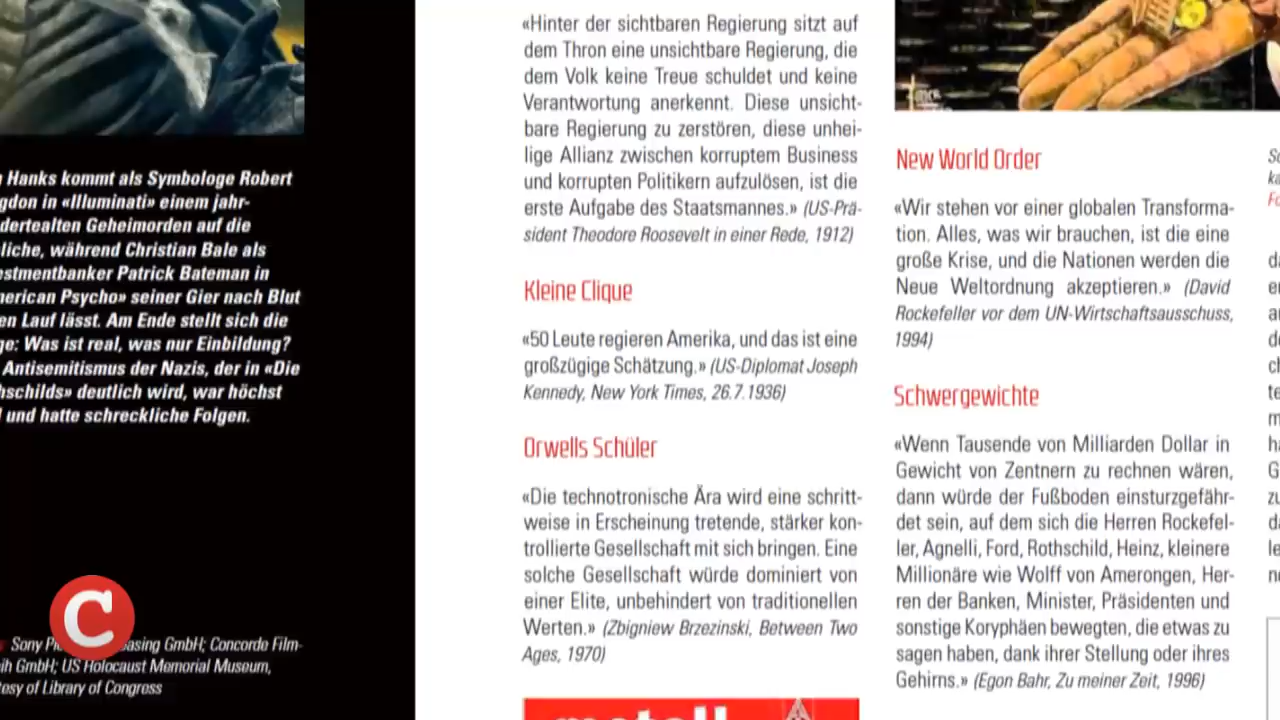 Hanks kommt als Symbologe Robert
gdon in «Illuminati» einem jahr-
dertealten Geheimorden auf die
liche, während Christian Bale als
estmentbanker Patrick Bateman in
nerican Psycho» seiner Gier nach Blut
en Lauf lässt. Am Ende stellt sich die
ge: Was ist real, was nur Einbildung?
Antisemitismus der Nazis, der in «Die
hschilds» deutlich wird, war höchst
und hatte schreckliche Folgen.
C
Sony Pic asing GmbH; Concorde Film-
ih GmbH; US Holocaust Memorial Museum,
tesy of Library of Congress
«Hinter der sichtbaren Regierung sitzt auf
dem Thron eine unsichtbare Regierung, die
dem Volk keine Treue schuldet und keine
Verantwortung anerkennt. Diese unsicht-
bare Regierung zu zerstören, diese unhei-
lige Allianz zwischen korruptem Business
und korrupten Politikern aufzulösen, ist die
erste Aufgabe des Staatsmannes.» (US-Prä-
sident Theodore Roosevelt in einer Rede, 1912)
Kleine Clique
«50 Leute regieren Amerika, und das ist eine
großzügige Schätzung.» (US-Diplomat Joseph
Kennedy, New York Times, 26.7.1936)
Orwells Schüler
«Die technotronische Ära wird eine schritt-
weise in Erscheinung tretende, stärker kon-
trollierte Gesellschaft mit sich bringen. Eine
solche Gesellschaft würde dominiert von
einer Elite, unbehindert von traditionellen
Werten.» (Zbigniew Brzezinski, Between Two
Ages, 1970)
metall
New World Order
«Wir stehen vor einer globalen Transforma-
tion. Alles, was wir brauchen, ist die eine
große Krise, und die Nationen werden die
Neue Weltordnung akzeptieren.» (David
Rockefeller vor dem UN-Wirtschaftsausschuss,
1994)
Schwergewichte
«Wenn Tausende von Milliarden Dollar in
Gewicht von Zentnern zu rechnen wären,
dann würde der Fußboden einsturzgefähr-
det sein, auf dem sich die Herren Rockefel-
ler, Agnelli, Ford, Rothschild, Heinz, kleinere
Millionäre wie Wolff von Amerongen, Her-
ren der Banken, Minister, Präsidenten und
sonstige Koryphäen bewegten, die etwas zu
sagen haben, dank ihrer Stellung oder ihres
Gehirns.» (Egon Bahr, Zu meiner Zeit, 1996)